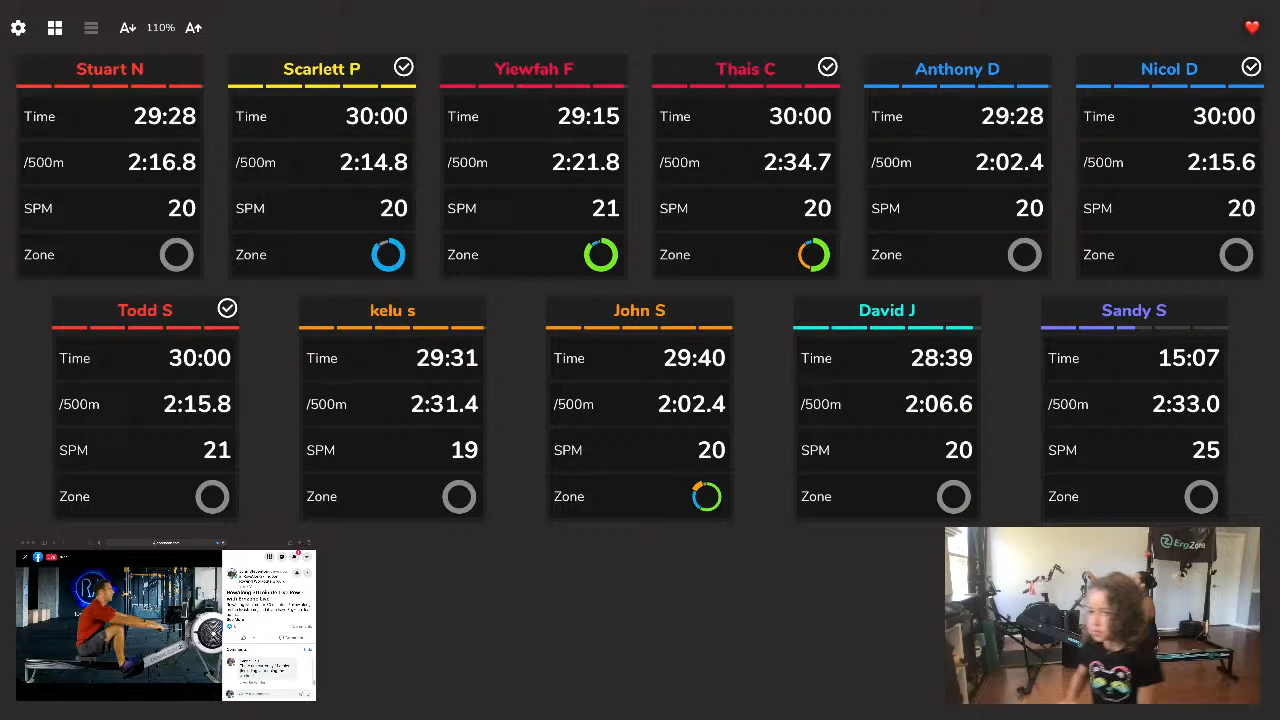 A 110% A
Stuart N
Time 29:28
/500m 2:16.8
SPM 20
Zone
Scarlett P
Time 30:00
/500m 2:14.8
SPM 20
Zone
Yiewfah F
Time 29:15
/500m 2:21.8
SPM 21
Zone
Thais C
Time 30:00
/500m 2:34.7
SPM 20
Zone
Anthony D
Time 29:28
/500m 2:02.4
SPM 20
Zone
Nicol D
Time 30:00
/500m 2:15.6
SPM 20
Zone
Todd S
Time 30:00
/500m 2:15.8
SPM 21
Zone
kelu s
Time 29:31
/500m 2:31.4
SPM 19
Zone
John S
Time 29:40
/500m 2:02.4
SPM 20
Zone
David J
Time 28:39
/500m 2:06.6
SPM 20
Zone
Sandy S
Time 15:07
/500m 2:33.0
SPM 25
Zone
RA
Comments
ErgZone